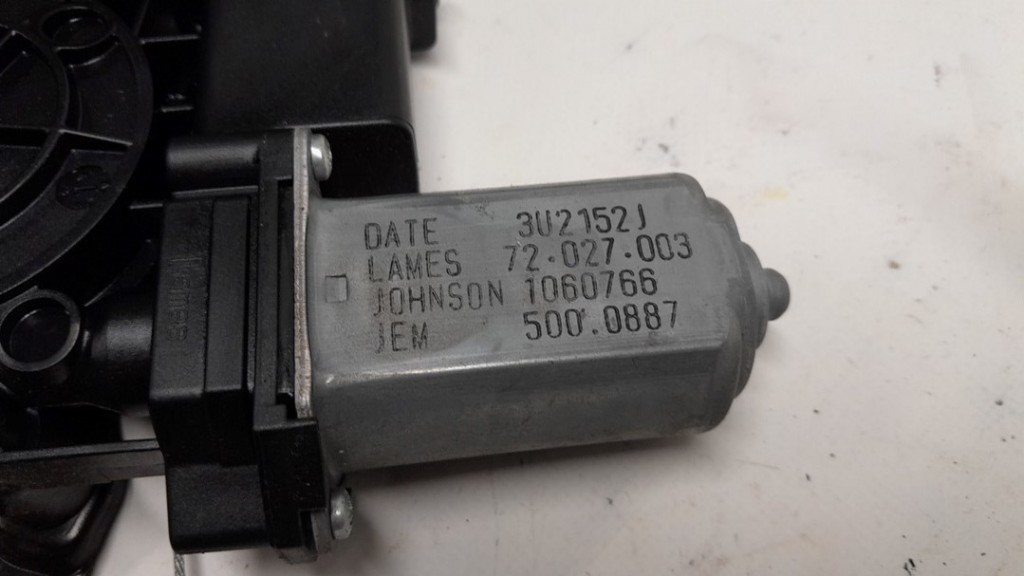 DATE 3U2152J
LAMES 72.027.003
JOHNSON 1060766
JEM 500.0887